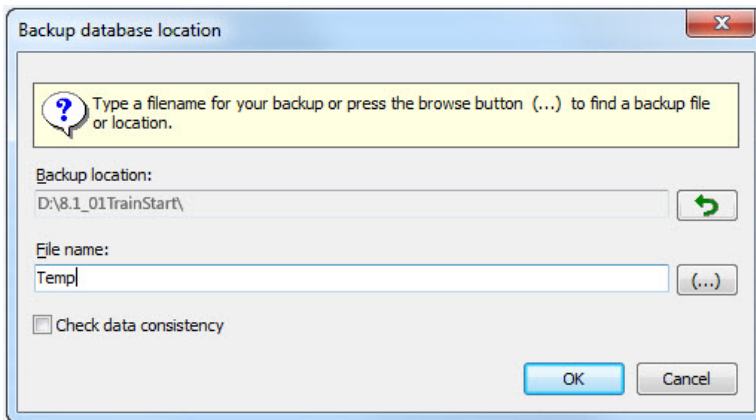 Backup database location
Type a filename for your backup or press the browse button (...) to find a backup file
or location.
Backup location:
D:\8.1_01TrainStart\
File name:
Temp
(...)
Check data consistency
OK
Cancel